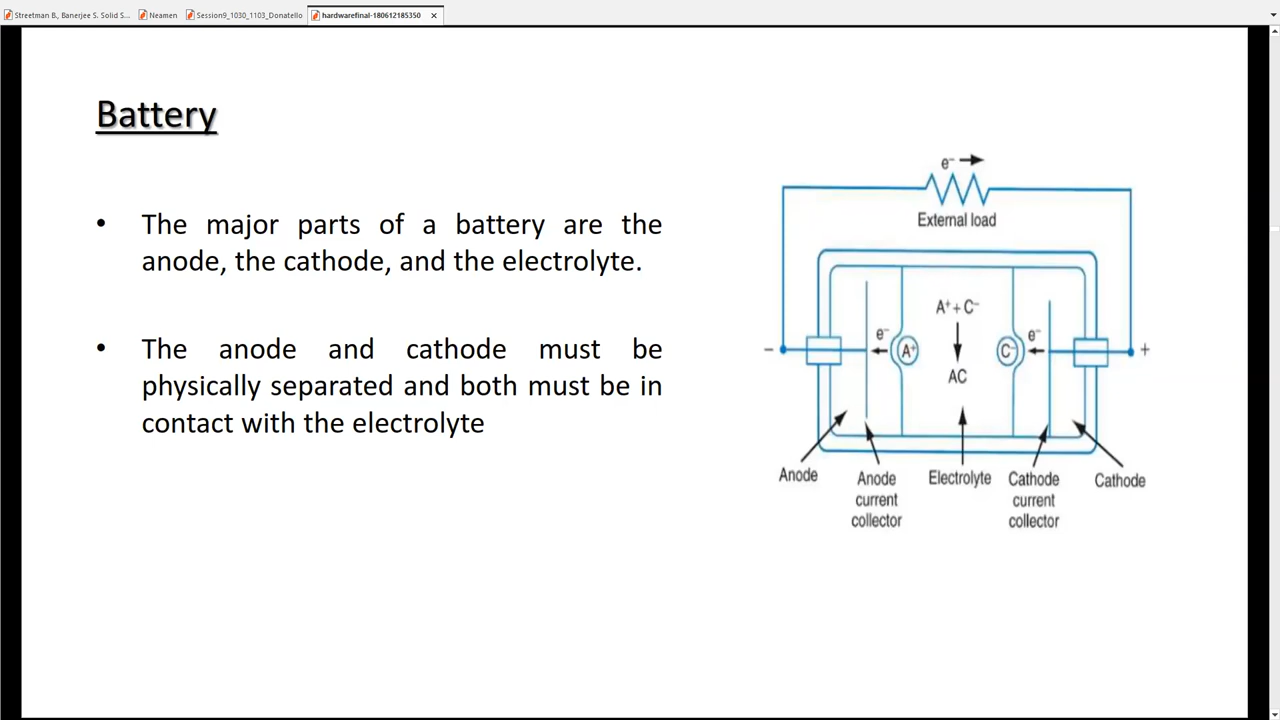 Streetman B., Banerjee S. Solid S...
Neamen
Session9_1030_1103_Donatello
hardwarefinal-180612185350
Battery
• The major parts of a battery are the
anode, the cathode, and the electrolyte.
• The anode and cathode must be
physically separated and both must be in
contact with the electrolyte
e⁻
External load
A⁺ + C⁻
e⁻
A⁺
C⁻
e⁻
−
+
AC
Anode
Anode
current
collector
Electrolyte
Cathode
current
collector
Cathode